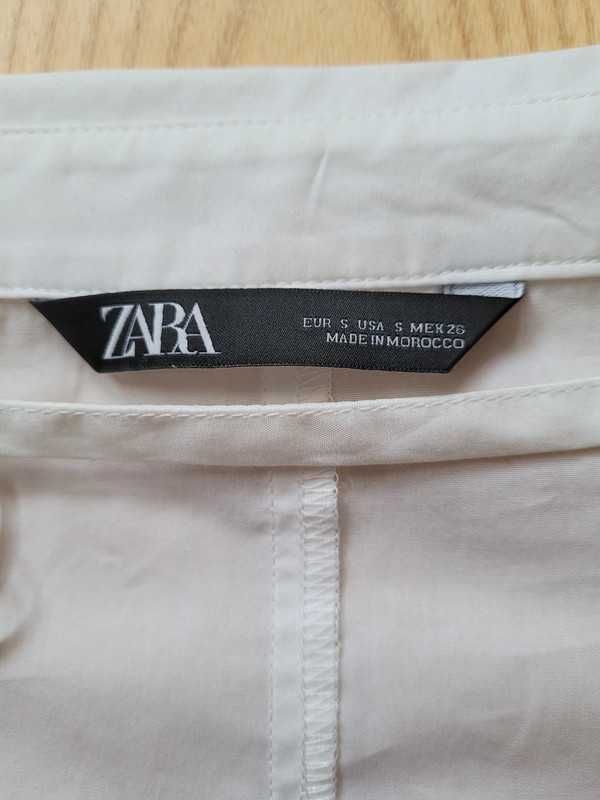 ZARA
EUR S USA S MEX 26
MADE IN MOROCCO